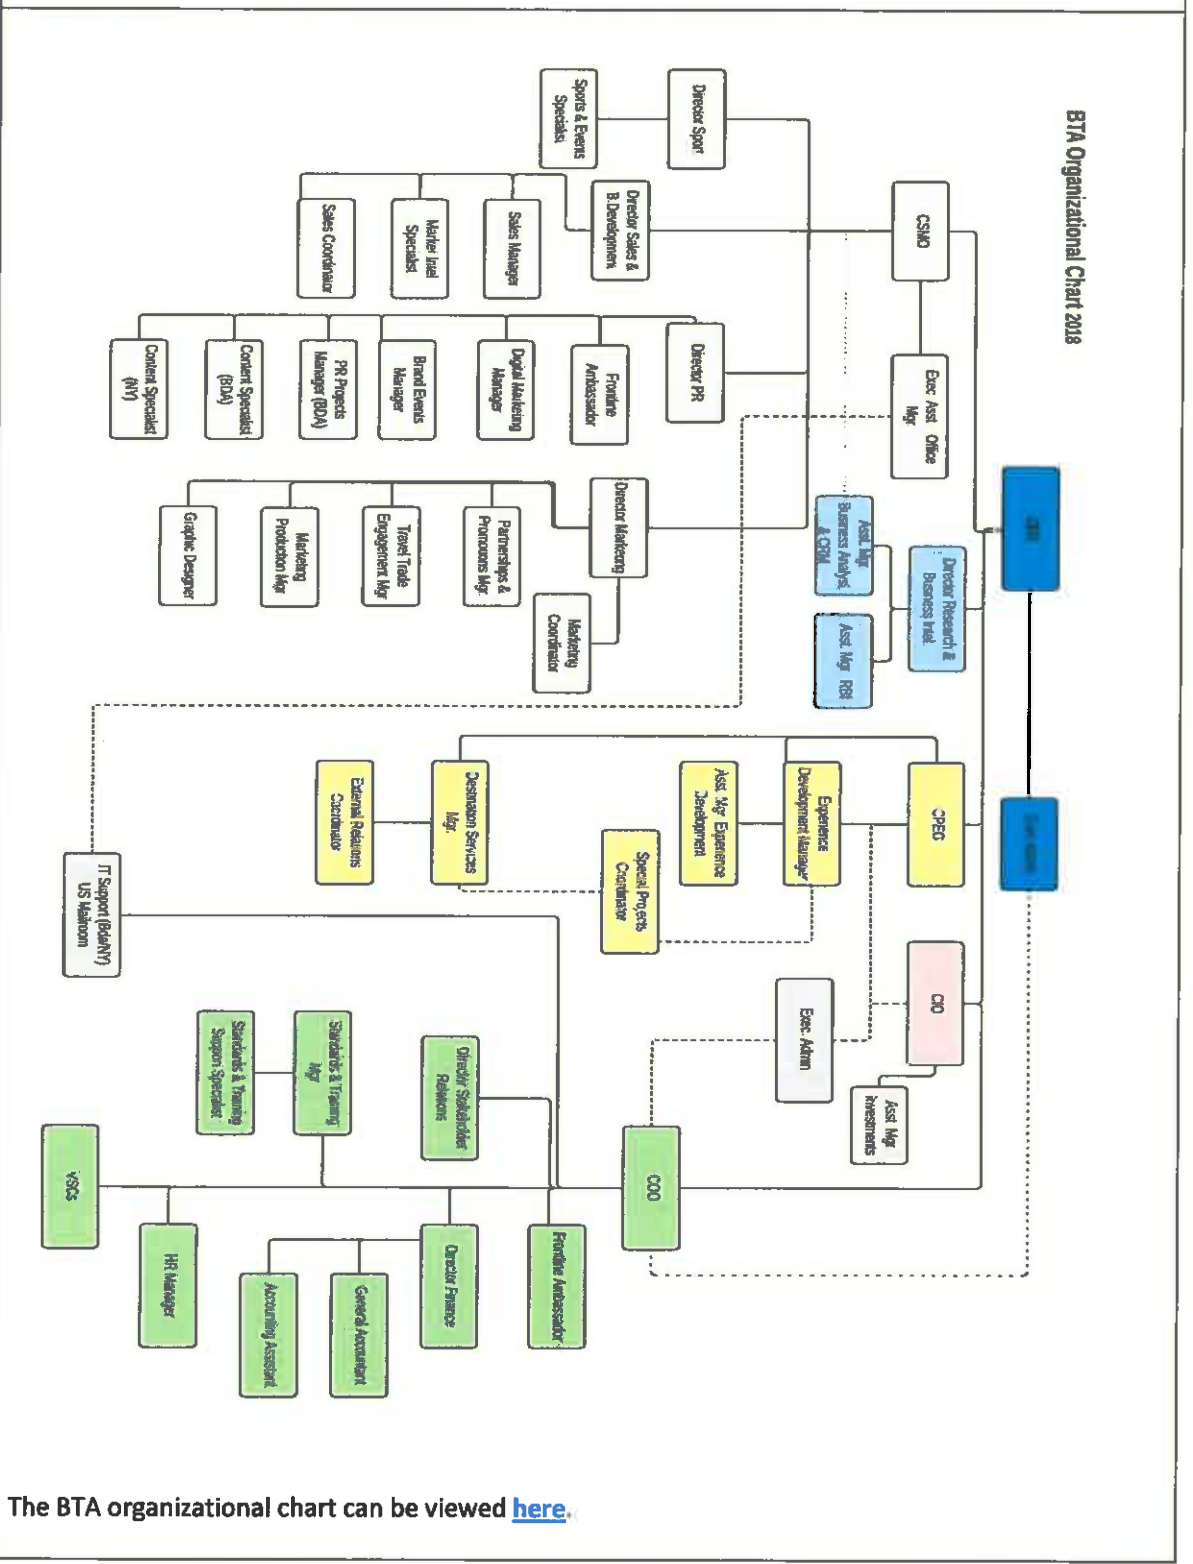 BTA Organizational Chart 2018
CSMO
Exec Asst Office
Mgr
Director Research &
Business Intel.
Asst. Mgr
Business Analyst
& CRM
Asst. Mgr RBI
Director Sport
Sports & Events
Specialist
Director Sales &
B.Development
Sales Manager
Market Intel
Specialist
Sales Coordinator
Director PR
Frontline
Ambassador
Digital Marketing
Manager
Brand Events
Manager
PR Projects
Manager (BDA)
Content Specialist
(BDA)
Content Specialist
(NY)
Director Marketing
Marketing
Coordinator
Partnerships &
Promotions Mgr.
Travel Trade
Engagement Mgr
Marketing
Production Mgr
Graphic Designer
CPEG
Experience
Development Manager
Asst Mgr Experience
Development
Special Projects
Coordinator
Destination Services
Mgr.
External Relations
Coordinator
IT Support (Bda/NY)
US Mailroom
CIO
Asst Mgr
Investments
Exec. Admin
COO
Frontline Ambassador
Director Stakeholder
Relations
Director Finance
General Accountant
Accounting Assistant
Standards & Training
Mgr
Standards & Training
Support Specialist
HR Manager
VSCs
The BTA organizational chart can be viewed here.